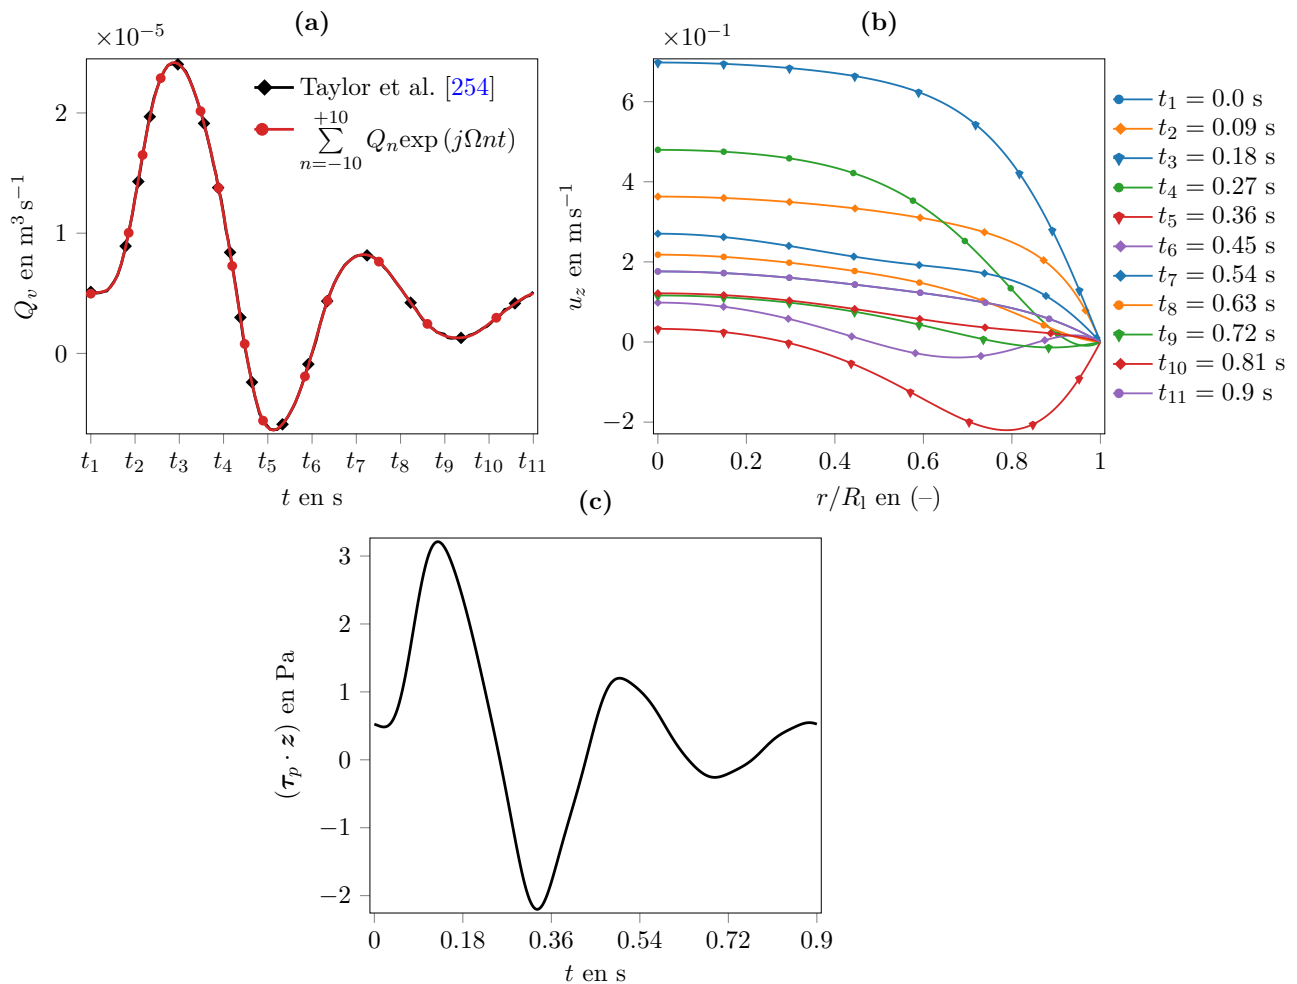 (a)
×10⁻⁵
Taylor et al. [254]
+10
∑ Qₙexp (jΩnt)
n=−10
2
1
0
Qᵥ en m³ s⁻¹
t₁ t₂ t₃ t₄ t₅ t₆ t₇ t₈ t₉ t₁₀ t₁₁
t en s
(b)
×10⁻¹
6
4
2
0
−2
u_z en m s⁻¹
0 0.2 0.4 0.6 0.8 1
r/Rₗ en (–)
t₁ = 0.0 s
t₂ = 0.09 s
t₃ = 0.18 s
t₄ = 0.27 s
t₅ = 0.36 s
t₆ = 0.45 s
t₇ = 0.54 s
t₈ = 0.63 s
t₉ = 0.72 s
t₁₀ = 0.81 s
t₁₁ = 0.9 s
(c)
3
2
1
0
−1
−2
(τₚ · z) en Pa
0 0.18 0.36 0.54 0.72 0.9
t en s